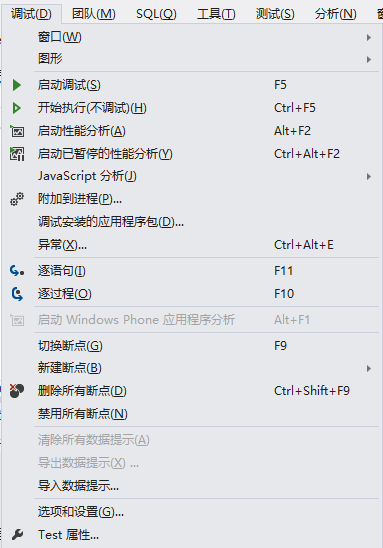 调试(D) 团队(M) SQL(Q) 工具(T) 测试(S) 分析(N)
窗口(W)
图形
启动调试(S) F5
开始执行(不调试)(H) Ctrl+F5
启动性能分析(A) Alt+F2
启动已暂停的性能分析(Y) Ctrl+Alt+F2
JavaScript 分析(J)
附加到进程(P)...
调试安装的应用程序包(D)...
异常(X)... Ctrl+Alt+E
逐语句(I) F11
逐过程(O) F10
启动 Windows Phone 应用程序分析 Alt+F1
切换断点(G) F9
新建断点(B)
删除所有断点(D) Ctrl+Shift+F9
禁用所有断点(N)
清除所有数据提示(A)
导出数据提示(X) ...
导入数据提示...
选项和设置(G)...
Test 属性...